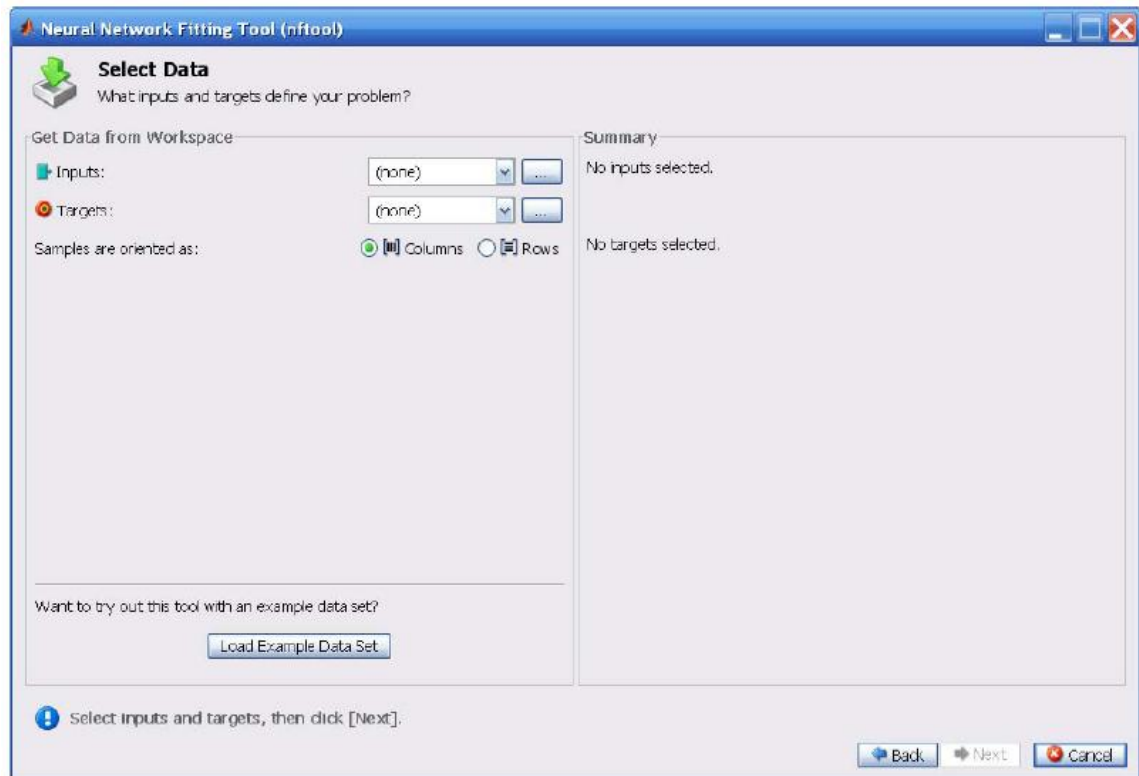 Neural Network Fitting Tool (nftool)
Select Data
What inputs and targets define your problem?
Get Data from Workspace
Inputs: (none) ...
Targets: (none) ...
Samples are oriented as: Columns Rows
Want to try out this tool with an example data set?
Load Example Data Set
Summary
No inputs selected.
No targets selected.
Select inputs and targets, then click [Next].
Back Next Cancel